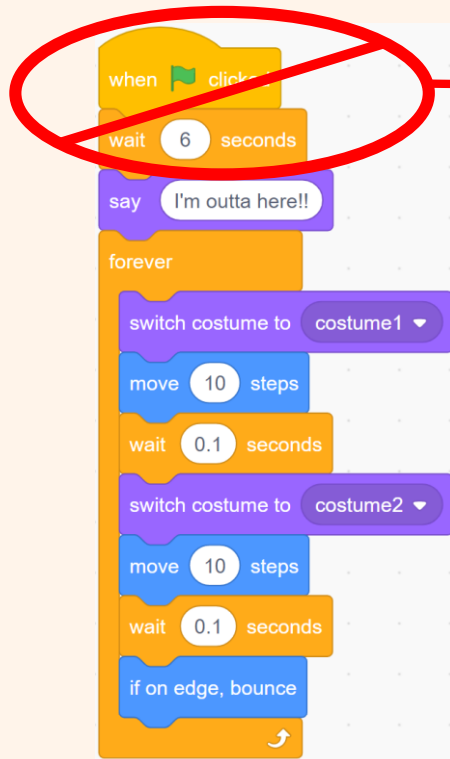 when clicked
wait 6 seconds
say I'm outta here!!
forever
switch costume to costume1
move 10 steps
wait 0.1 seconds
switch costume to costume2
move 10 steps
wait 0.1 seconds
if on edge, bounce